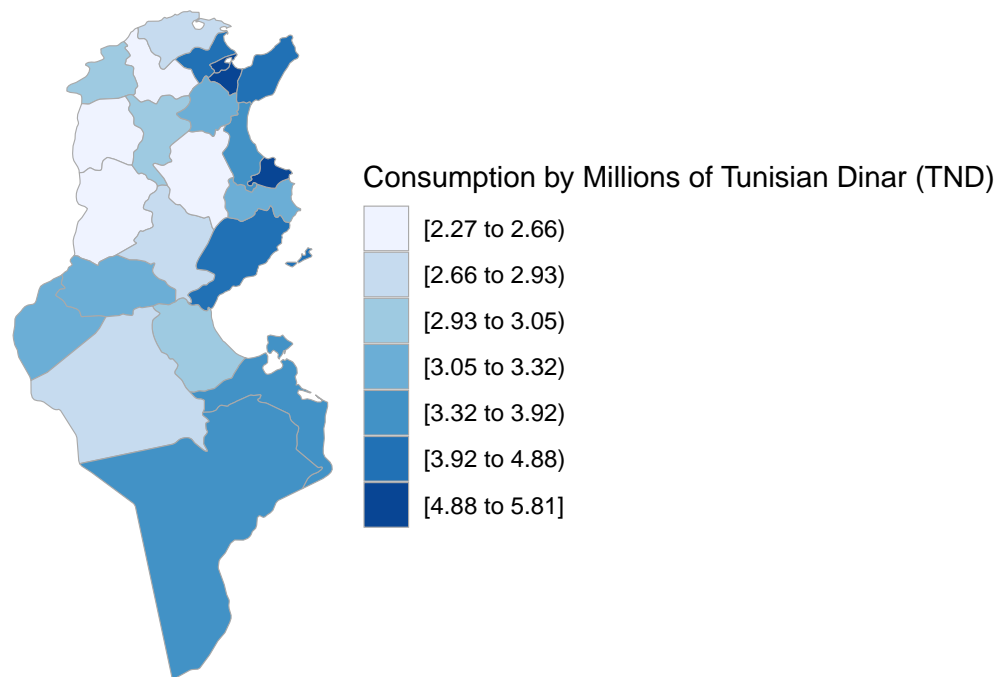 Consumption by Millions of Tunisian Dinar (TND)
[2.27 to 2.66)
[2.66 to 2.93)
[2.93 to 3.05)
[3.05 to 3.32)
[3.32 to 3.92)
[3.92 to 4.88)
[4.88 to 5.81]